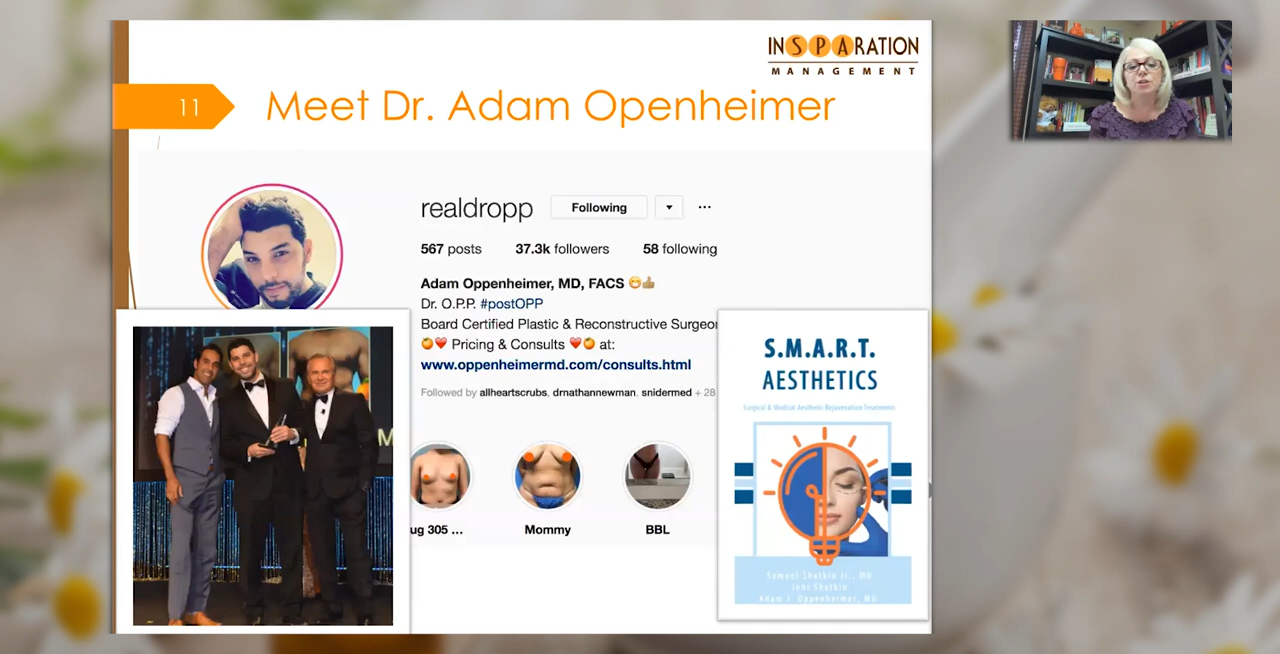 INSPARATION
MANAGEMENT
11
Meet Dr. Adam Openheimer
realdropp
Following
567 posts 37.3k followers 58 following
Adam Oppenheimer, MD, FACS 😁👍
Dr. O.P.P. #postOPP
Board Certified Plastic & Reconstructive Surgeo
🍊❤️ Pricing & Consults ❤️🍊 at:
www.oppenheimermd.com/consults.html
Followed by allheartscrubs, drnathannewman, snidermed + 28
ug 305 ...
Mommy
BBL
M
S.M.A.R.T.
AESTHETICS
Surgical & Medical Aesthetic Rejuvenation Treatments
Samuel Shatkin Jr., MD
Jeni Shatkin
Adam J. Oppenheimer, MD